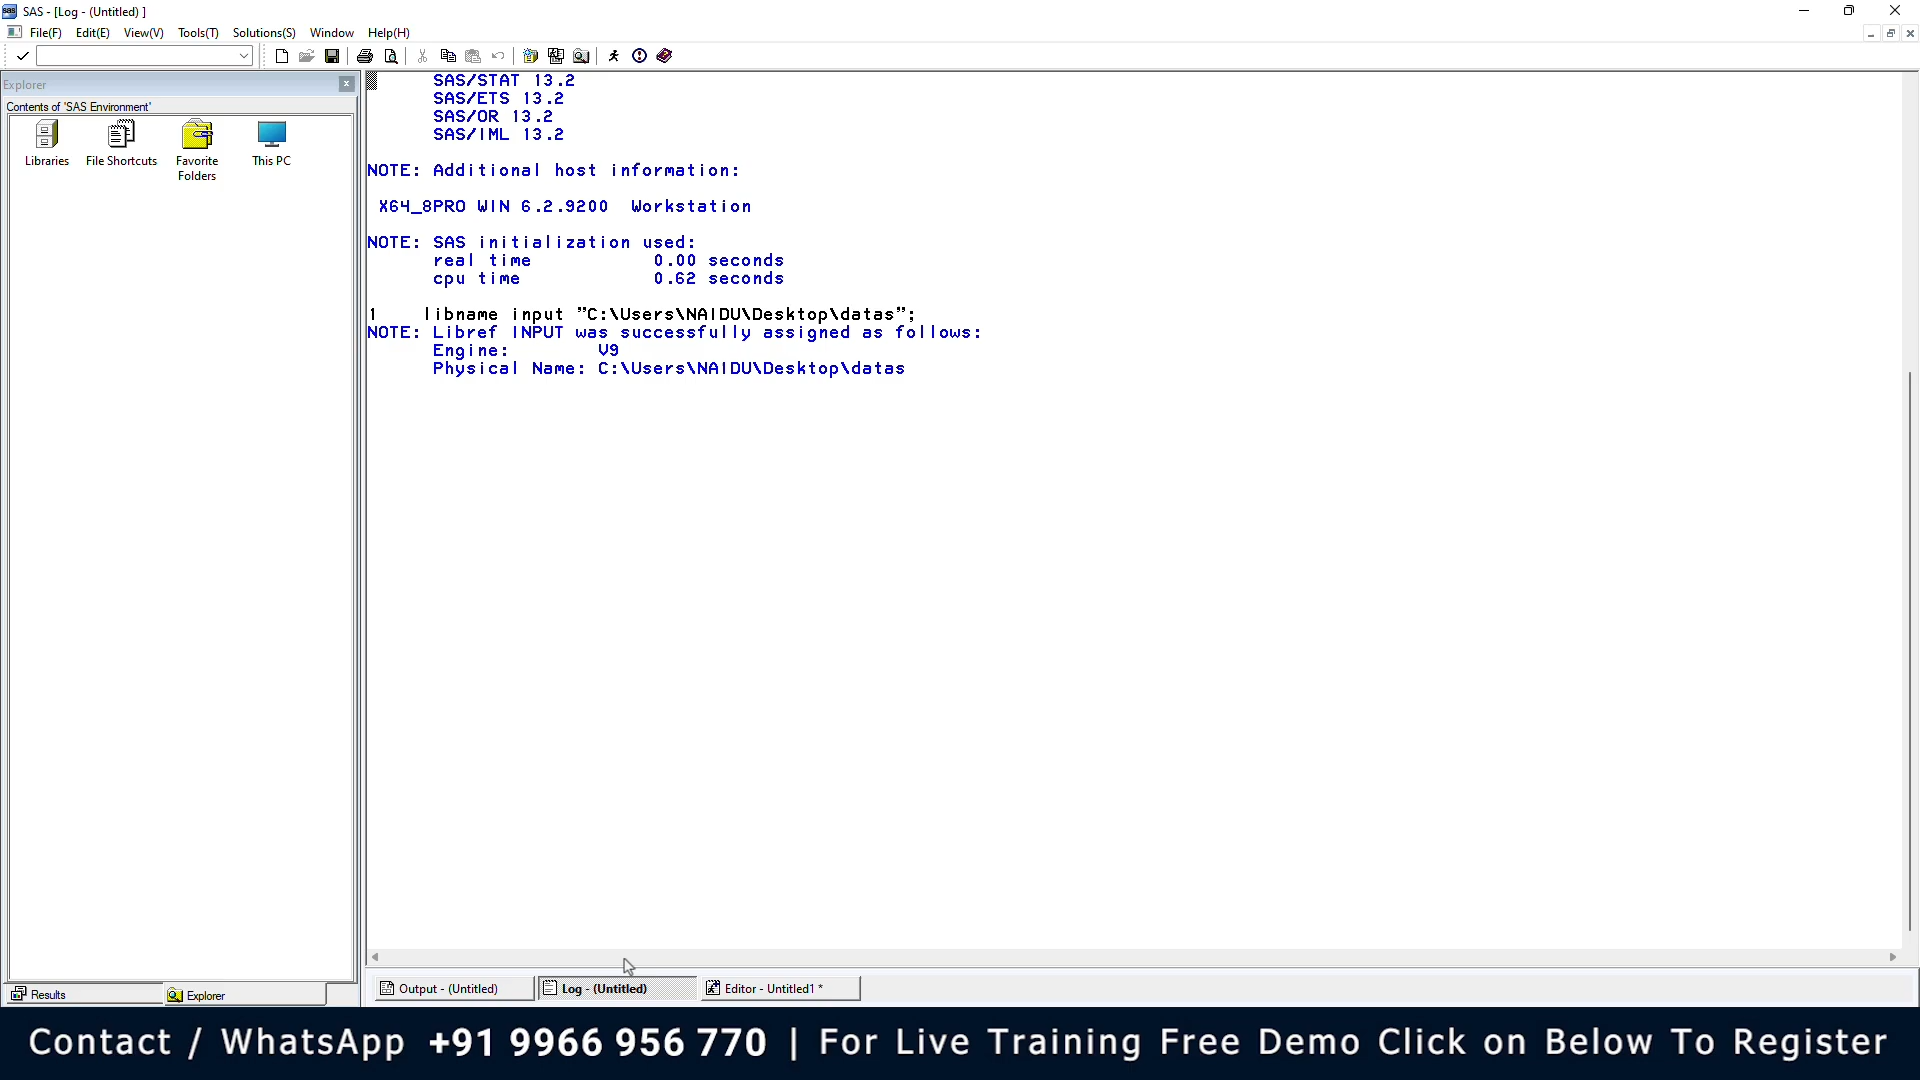 SAS - [Log - (Untitled) ]
File(F) Edit(E) View(V) Tools(T) Solutions(S) Window Help(H)
Explorer
Contents of 'SAS Environment'
Libraries File Shortcuts Favorite Folders This PC
SAS/STAT 13.2
SAS/ETS 13.2
SAS/OR 13.2
SAS/IML 13.2
NOTE: Additional host information:
X64_8PRO WIN 6.2.9200 Workstation
NOTE: SAS initialization used:
real time 0.00 seconds
cpu time 0.62 seconds
1 libname input "C:\Users\NAIDU\Desktop\datas";
NOTE: Libref INPUT was successfully assigned as follows:
Engine: V9
Physical Name: C:\Users\NAIDU\Desktop\datas
Results Explorer
Output - (Untitled) Log - (Untitled) Editor - Untitled1 *
Contact / WhatsApp +91 9966 956 770 | For Live Training Free Demo Click on Below To Register